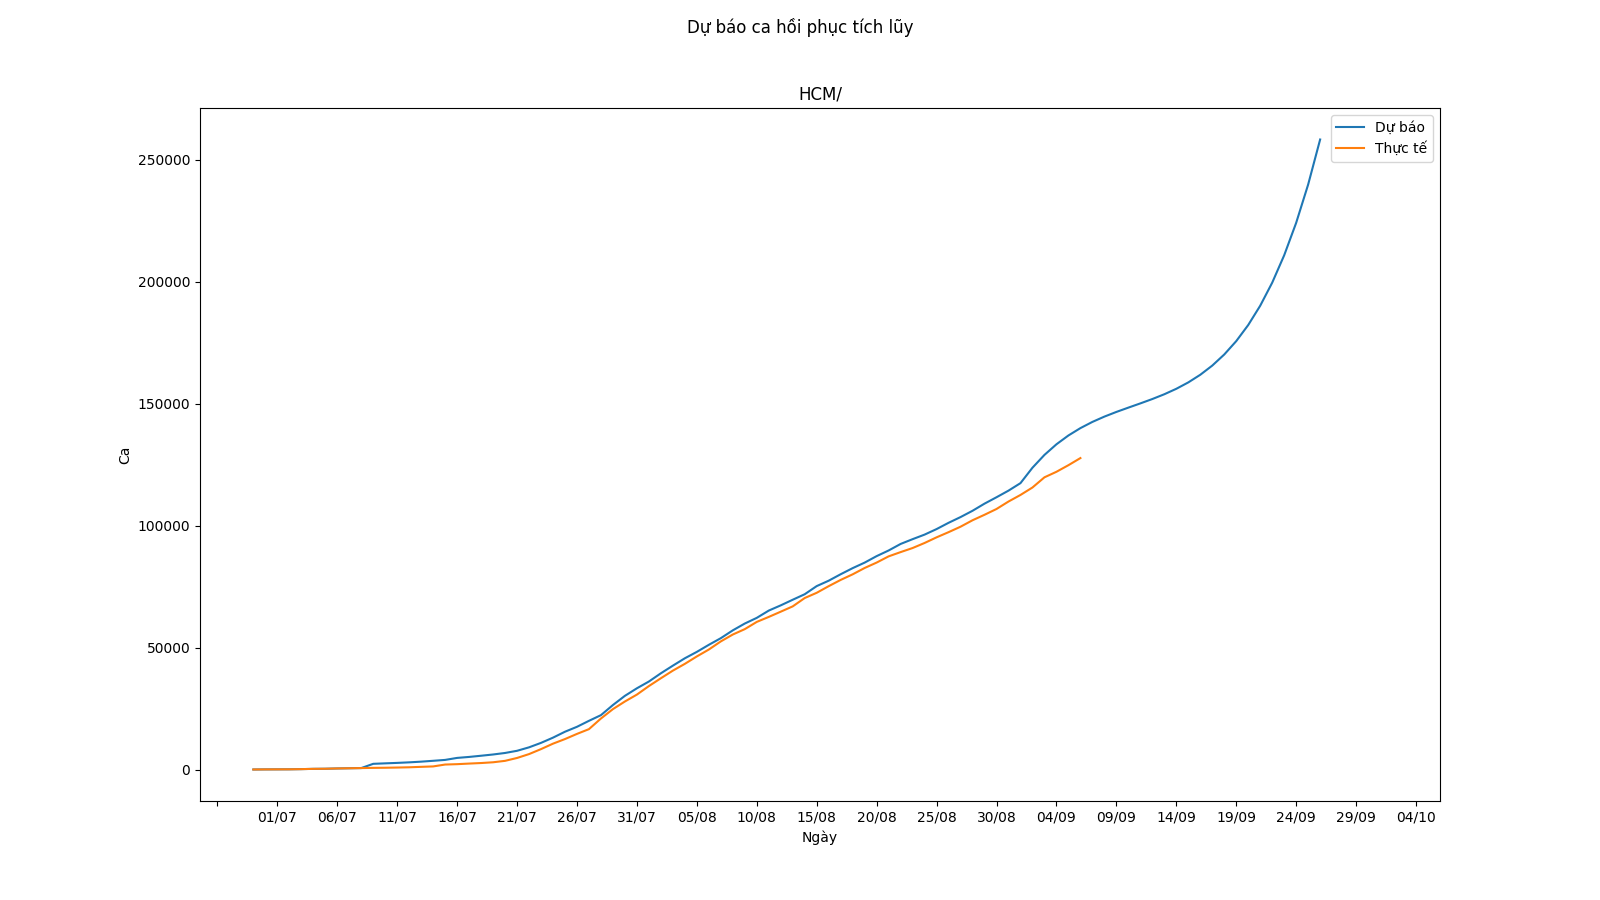 Dự báo ca hồi phục tích lũy
HCM/
Dự báo
Thực tế
250000
200000
150000
100000
50000
0
Ca
01/07 06/07 11/07 16/07 21/07 26/07 31/07 05/08 10/08 15/08 20/08 25/08 30/08 04/09 09/09 14/09 19/09 24/09 29/09 04/10
Ngày